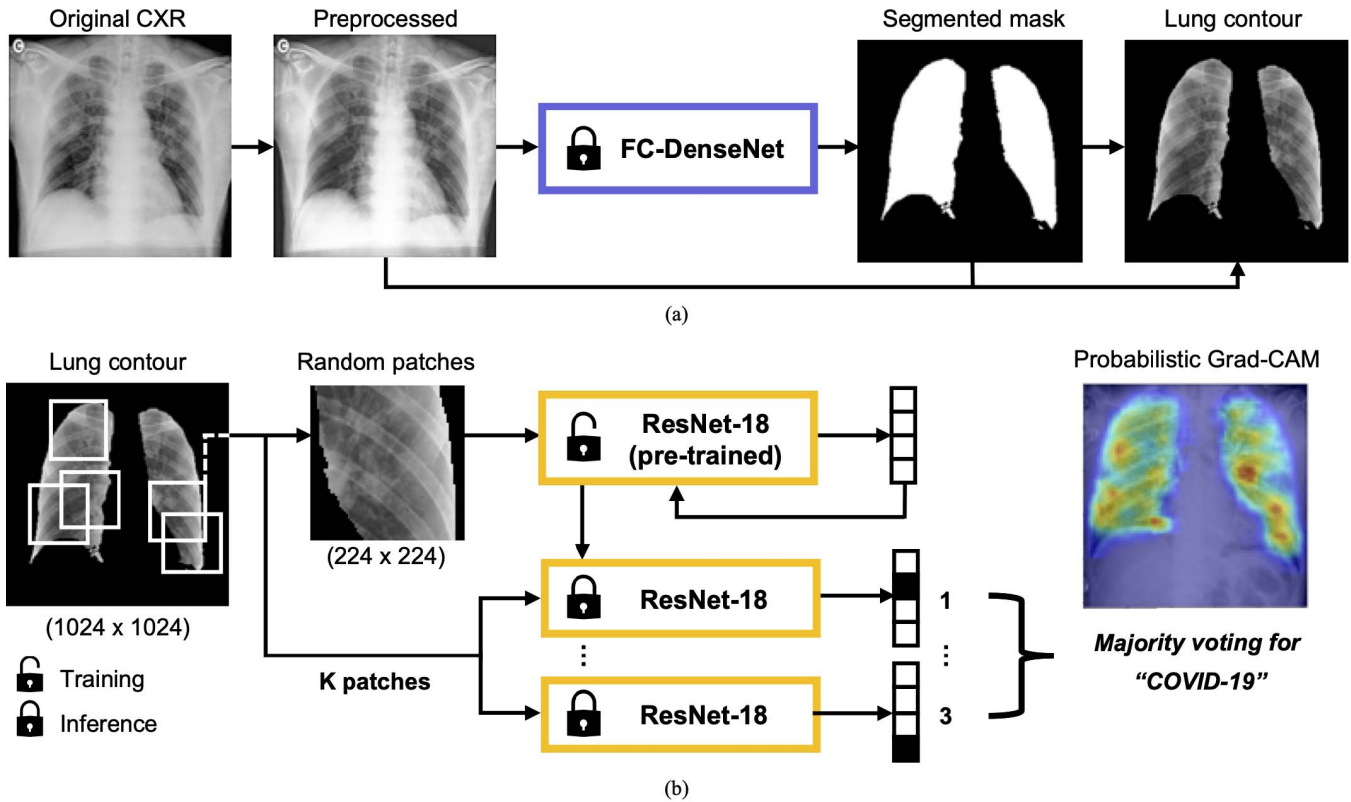 Original CXR
Preprocessed
Segmented mask
Lung contour
C
C
FC-DenseNet
(a)
Lung contour
Random patches
Probabilistic Grad-CAM
ResNet-18
(pre-trained)
(224 x 224)
(1024 x 1024)
ResNet-18
1
Majority voting for
“COVID-19”
Training
K patches
Inference
ResNet-18
3
(b)